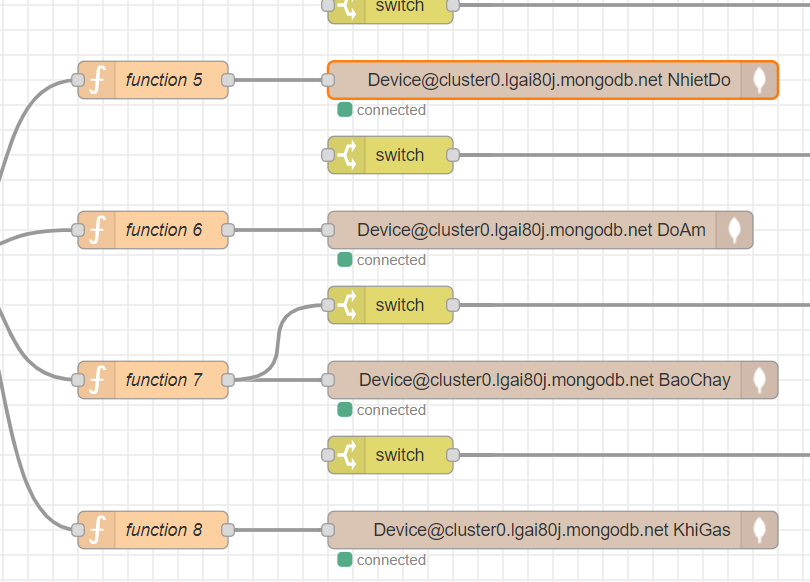 switch
function 5
Device@cluster0.lgai80j.mongodb.net NhietDo
connected
switch
function 6
Device@cluster0.lgai80j.mongodb.net DoAm
connected
switch
function 7
Device@cluster0.lgai80j.mongodb.net BaoChay
connected
switch
function 8
Device@cluster0.lgai80j.mongodb.net KhiGas
connected